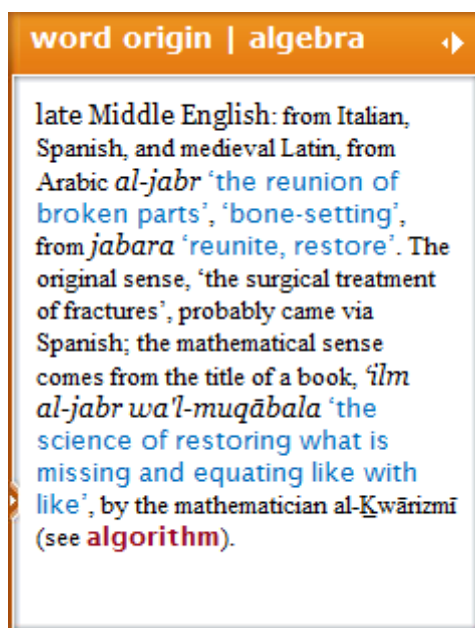 word origin | algebra
late Middle English: from Italian,
Spanish, and medieval Latin, from
Arabic al-jabr ‘the reunion of
broken parts’, ‘bone-setting’,
from jabara ‘reunite, restore’. The
original sense, ‘the surgical treatment
of fractures’, probably came via
Spanish; the mathematical sense
comes from the title of a book, ‘ilm
al-jabr wa'l-muqābala ‘the
science of restoring what is
missing and equating like with
like’, by the mathematician al-Ḵwārizmī
(see algorithm).